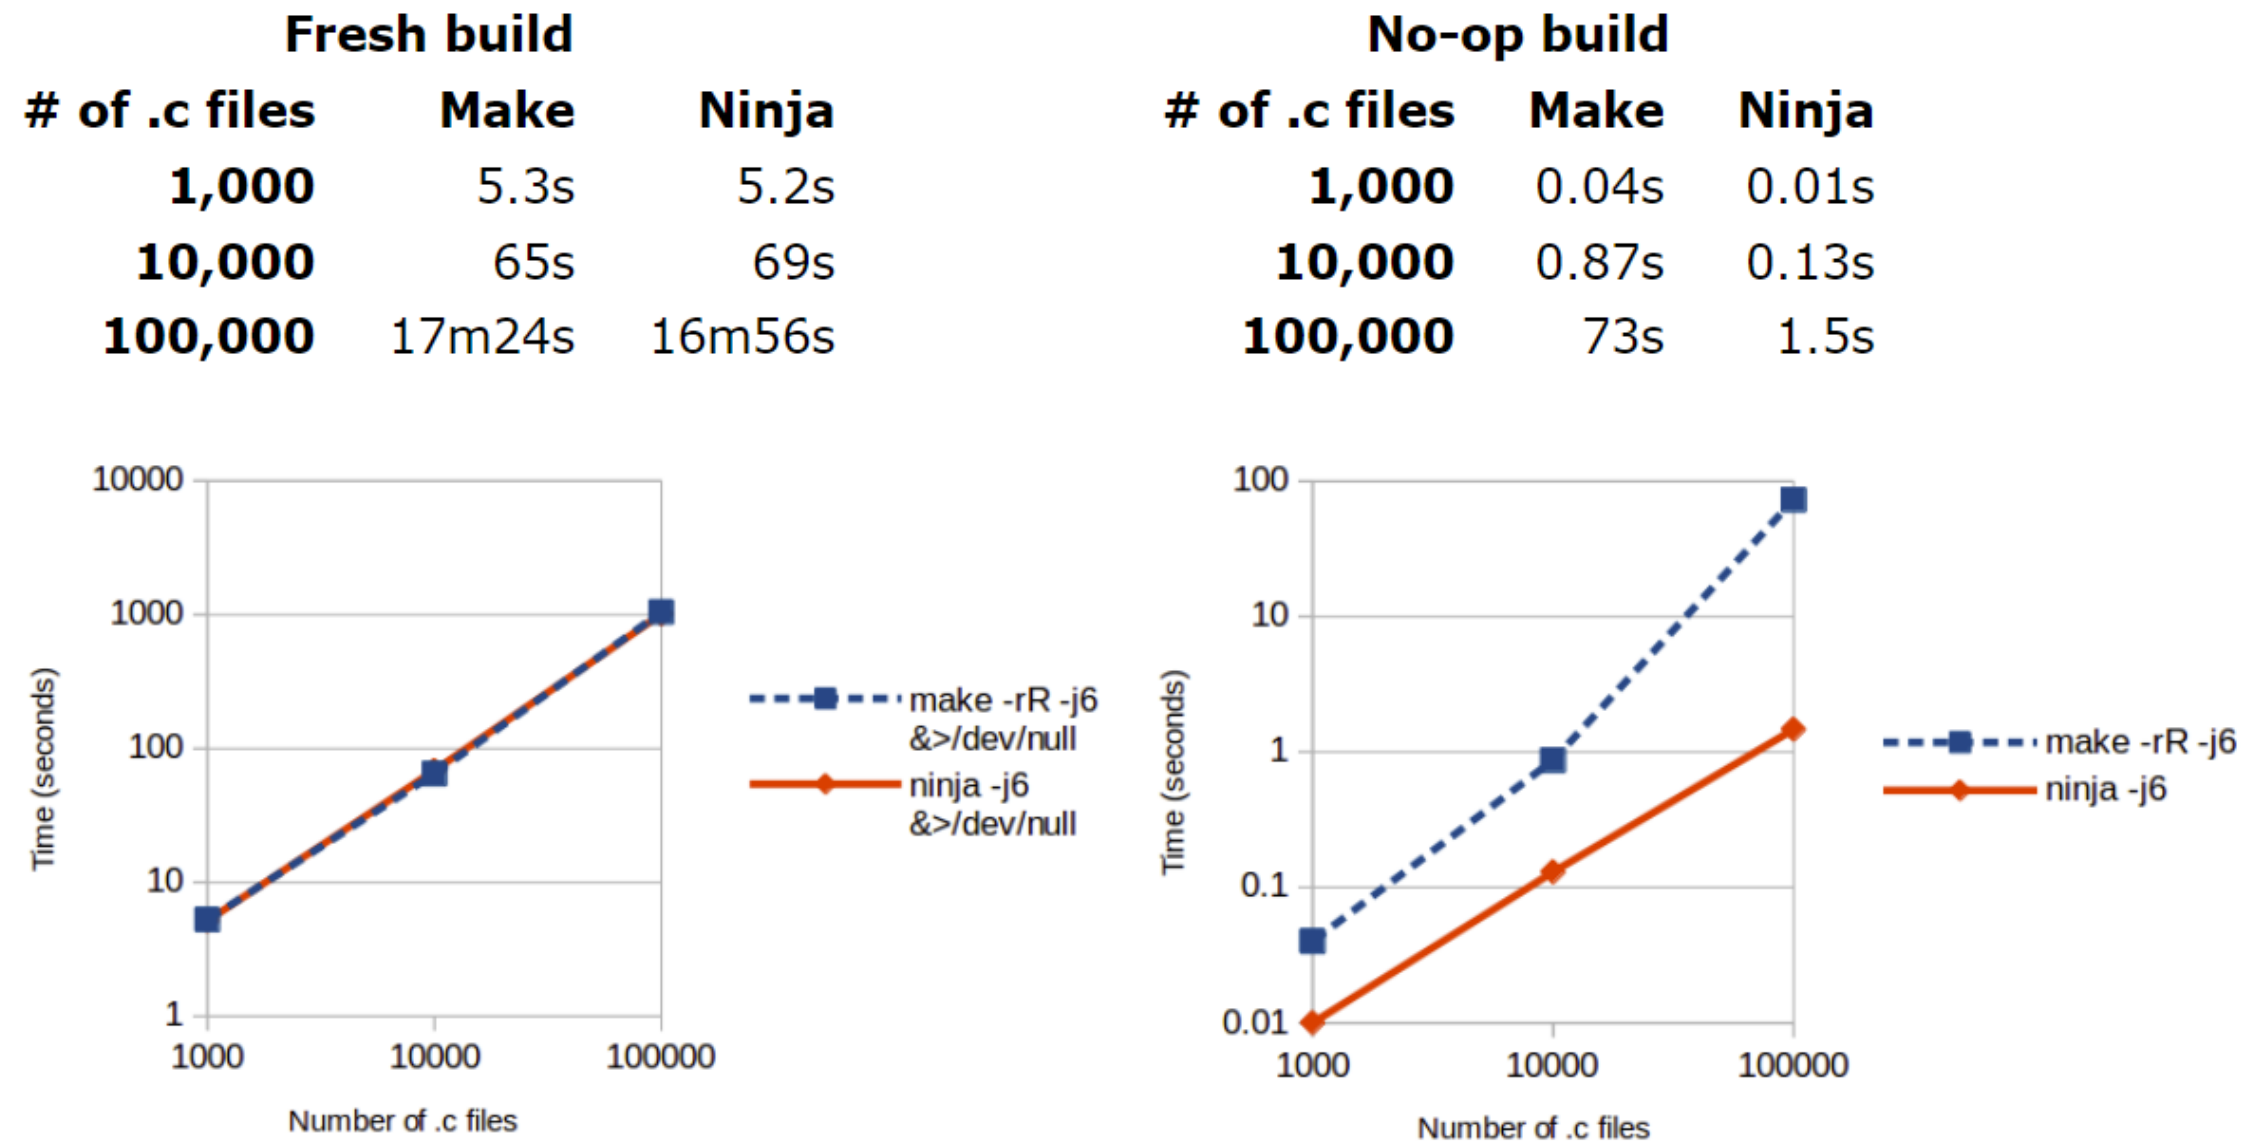 Fresh build
# of .c files Make Ninja
1,000 5.3s 5.2s
10,000 65s 69s
100,000 17m24s 16m56s
No-op build
# of .c files Make Ninja
1,000 0.04s 0.01s
10,000 0.87s 0.13s
100,000 73s 1.5s
10000
1000
100
10
1
Time (seconds)
1000 10000 100000
Number of .c files
make -rR -j6
&>/dev/null
ninja -j6
&>/dev/null
100
10
1
0.1
0.01
Time (seconds)
1000 10000 100000
Number of .c files
make -rR -j6
ninja -j6